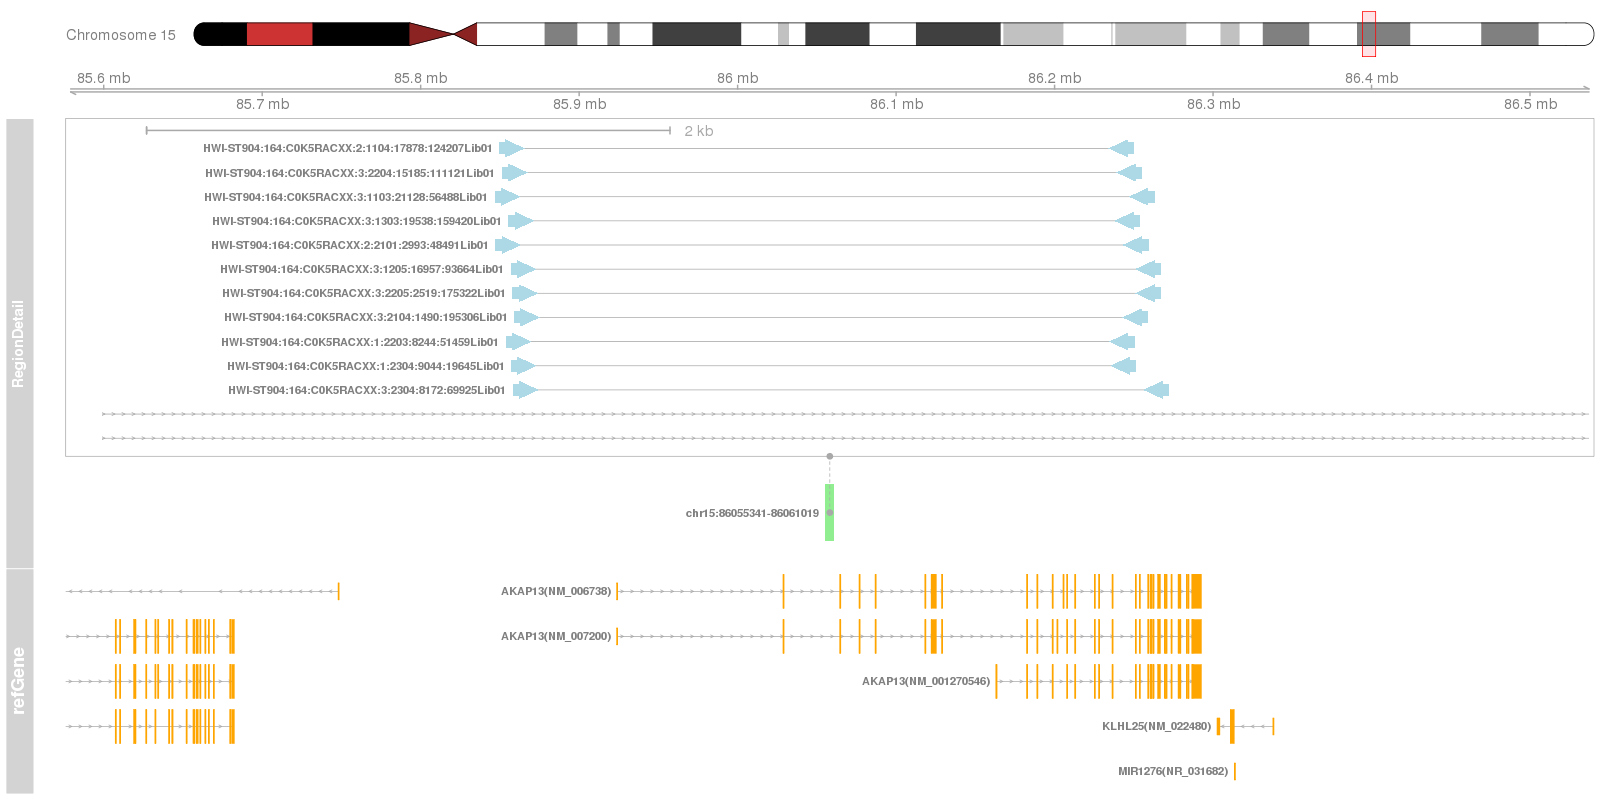 Chromosome 15
85.6 mb 85.8 mb 86 mb 86.2 mb 86.4 mb
85.7 mb 85.9 mb 86.1 mb 86.3 mb 86.5 mb
RegionDetail
2 kb
HWI-ST904:164:C0K5RACXX:2:1104:17878:124207Lib01
HWI-ST904:164:C0K5RACXX:3:2204:15185:111121Lib01
HWI-ST904:164:C0K5RACXX:3:1103:21128:56488Lib01
HWI-ST904:164:C0K5RACXX:3:1303:19538:159420Lib01
HWI-ST904:164:C0K5RACXX:2:2101:2993:48491Lib01
HWI-ST904:164:C0K5RACXX:3:1205:16957:93664Lib01
HWI-ST904:164:C0K5RACXX:3:2205:2519:175322Lib01
HWI-ST904:164:C0K5RACXX:3:2104:1490:195306Lib01
HWI-ST904:164:C0K5RACXX:1:2203:8244:51459Lib01
HWI-ST904:164:C0K5RACXX:1:2304:9044:19645Lib01
HWI-ST904:164:C0K5RACXX:3:2304:8172:69925Lib01
chr15:86055341-86061019
refGene
AKAP13(NM_006738)
AKAP13(NM_007200)
AKAP13(NM_001270546)
KLHL25(NM_022480)
MIR1276(NR_031682)